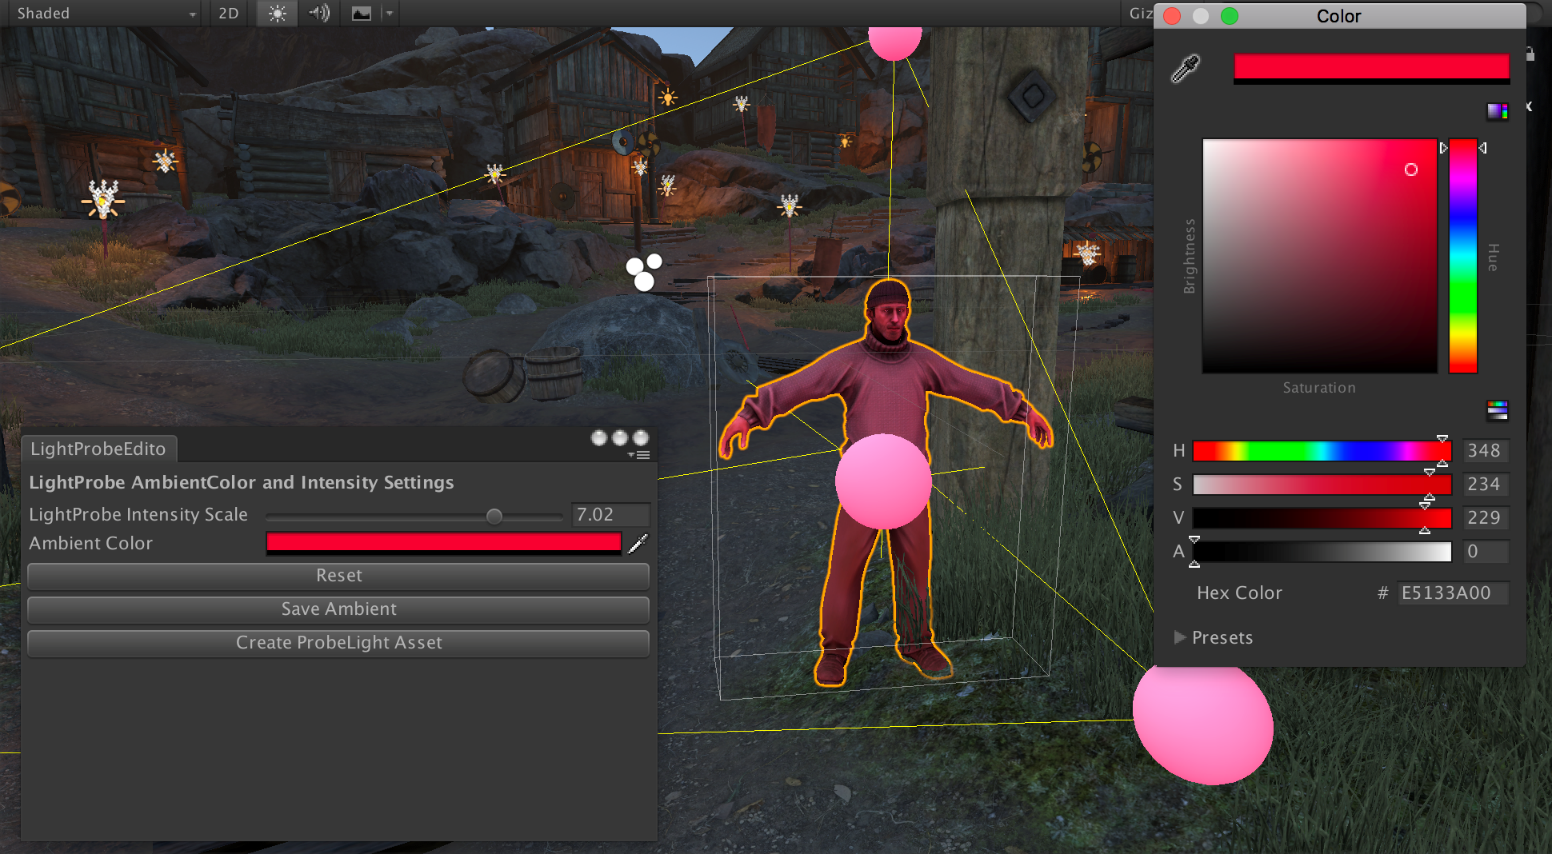 Shaded
2D
Giz
Color
LightProbeEdito
LightProbe AmbientColor and Intensity Settings
LightProbe Intensity Scale 7.02
Ambient Color
Reset
Save Ambient
Create ProbeLight Asset
Brightness
Hue
Saturation
H 348
S 234
V 229
A 0
Hex Color # E5133A00
Presets